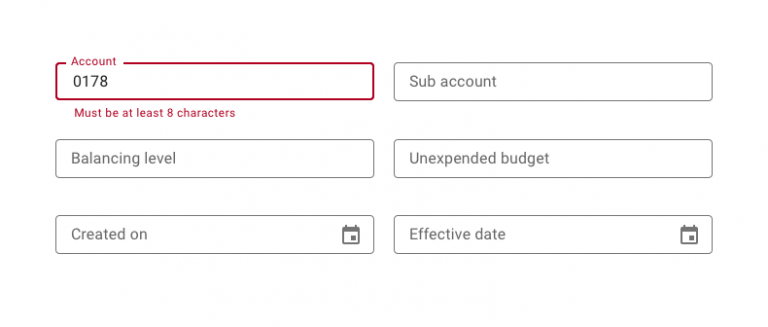 Account
0178
Sub account
Must be at least 8 characters
Balancing level
Unexpended budget
Created on
Effective date